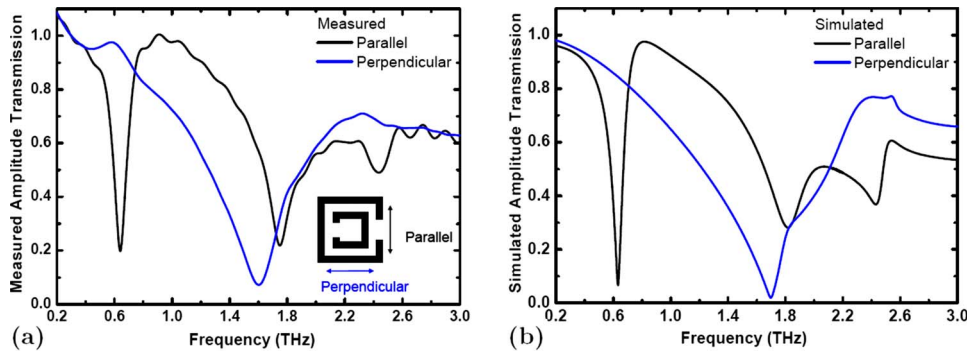 Measured
Parallel
Perpendicular
Measured Amplitude Transmission
1.0
0.8
0.6
0.4
0.2
0.0
Parallel
Perpendicular
0.2 0.6 1.0 1.4 1.8 2.2 2.6 3.0
Frequency (THz)
(a)
Simulated
Parallel
Perpendicular
Simulated Amplitude Transmission
1.0
0.8
0.6
0.4
0.2
0.0
0.2 0.6 1.0 1.4 1.8 2.2 2.6 3.0
Frequency (THz)
(b)